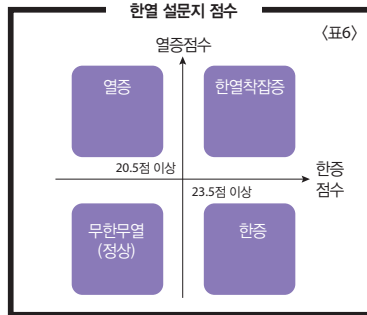 한열 설문지 점수
〈표6〉
열증점수
열증
한열착잡증
20.5점 이상
한증
점수
23.5점 이상
무한무열
(정상)
한증